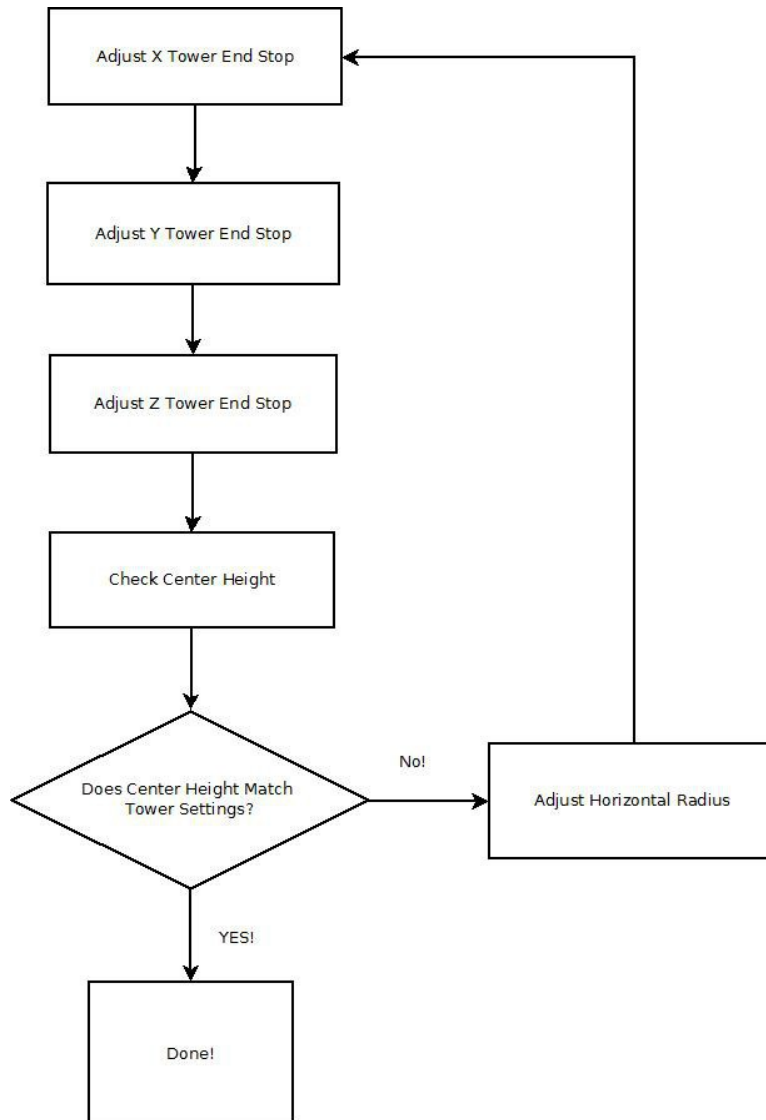 Adjust X Tower End Stop
Adjust Y Tower End Stop
Adjust Z Tower End Stop
Check Center Height
Does Center Height Match
Tower Settings?
No!
Adjust Horizontal Radius
YES!
Done!